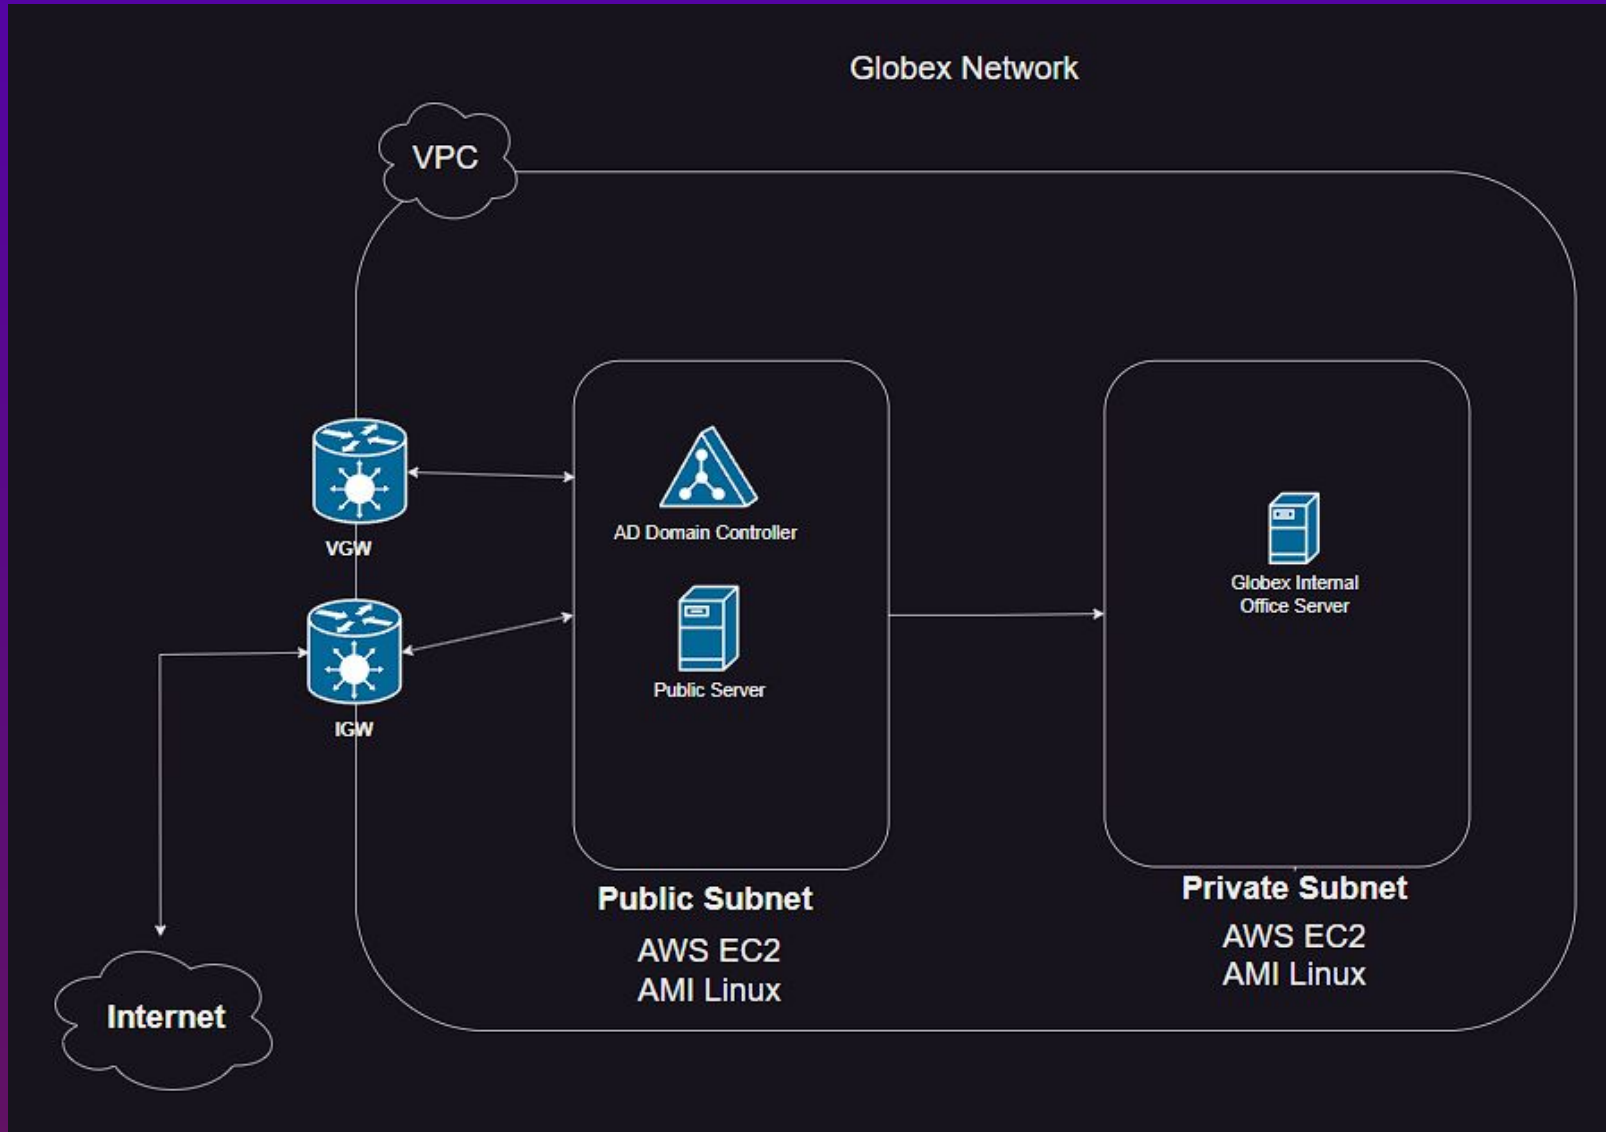 Globex Network
VPC
VGW
IGW
Internet
AD Domain Controller
Public Server
Public Subnet
AWS EC2
AMI Linux
Globex Internal
Office Server
Private Subnet
AWS EC2
AMI Linux